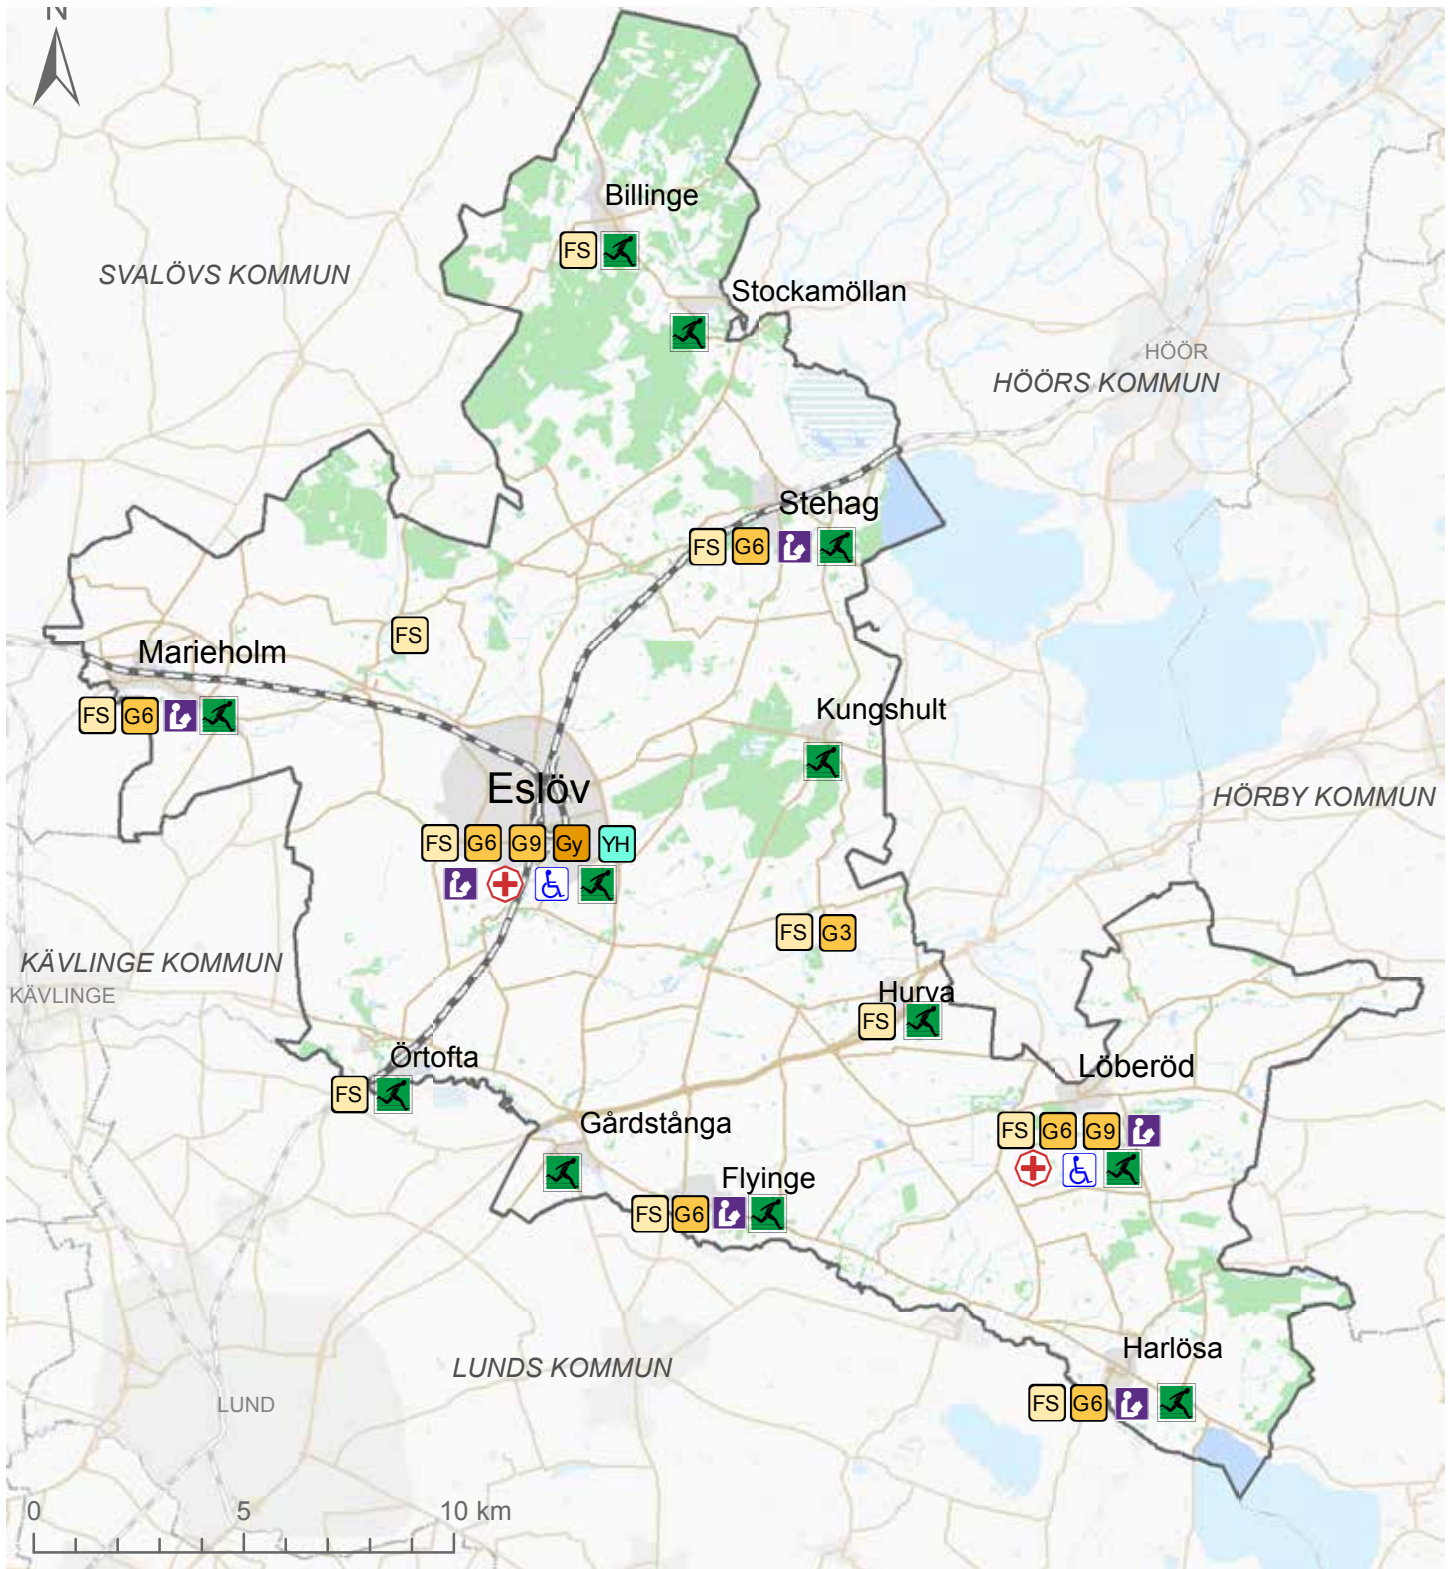 N
Billinge
FS
SVALÖVS KOMMUN
Stockamöllan
HÖÖR
HÖÖRS KOMMUN
Stehag
FS G6
FS
Marieholm
FS G6
Kungshult
Eslöv
HÖRBY KOMMUN
FS G6 G9 Gy YH
FS G3
KÄVLINGE KOMMUN
KÄVLINGE
Hurva
FS
Örtofta
FS
Löberöd
FS G6 G9
Gårdstånga
Flyinge
FS G6
Harlösa
LUNDS KOMMUN
FS G6
LUND
0 5 10 km